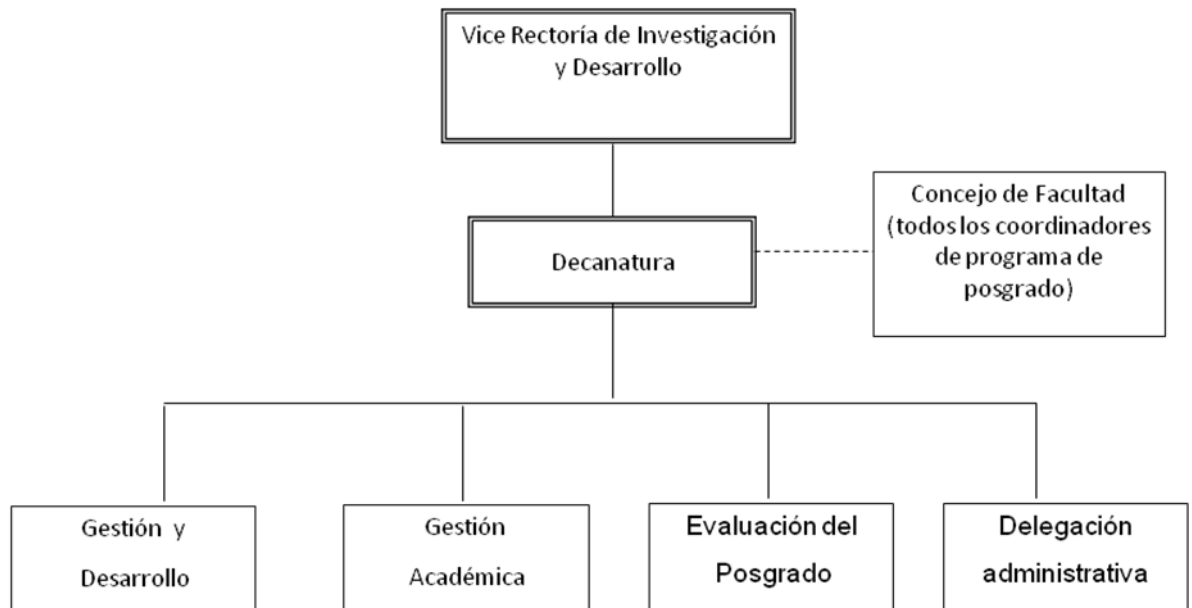 Vice Rectoría de Investigación
y Desarrollo
Concejo de Facultad
(todos los coordinadores
de programa de
posgrado)
Decanatura
Gestión y
Desarrollo
Gestión
Académica
Evaluación del
Posgrado
Delegación
administrativa